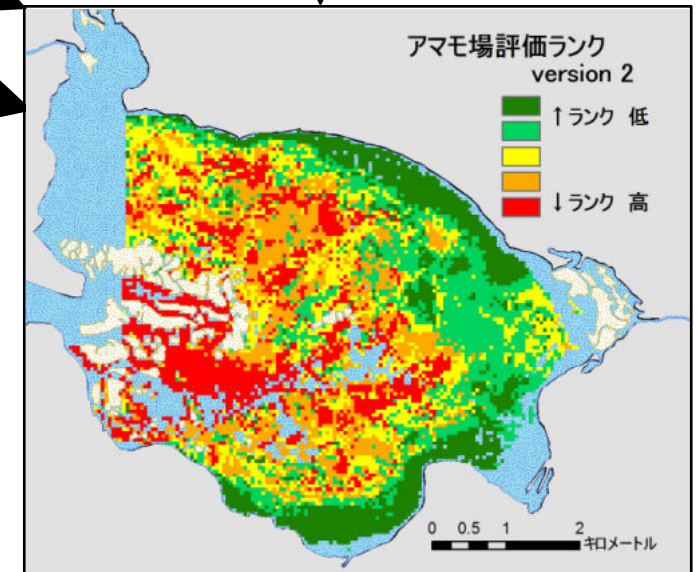 アマモ場評価ランク
version 2
↑ランク 低
↓ランク 高
0 0.5 1 2
キロメートル